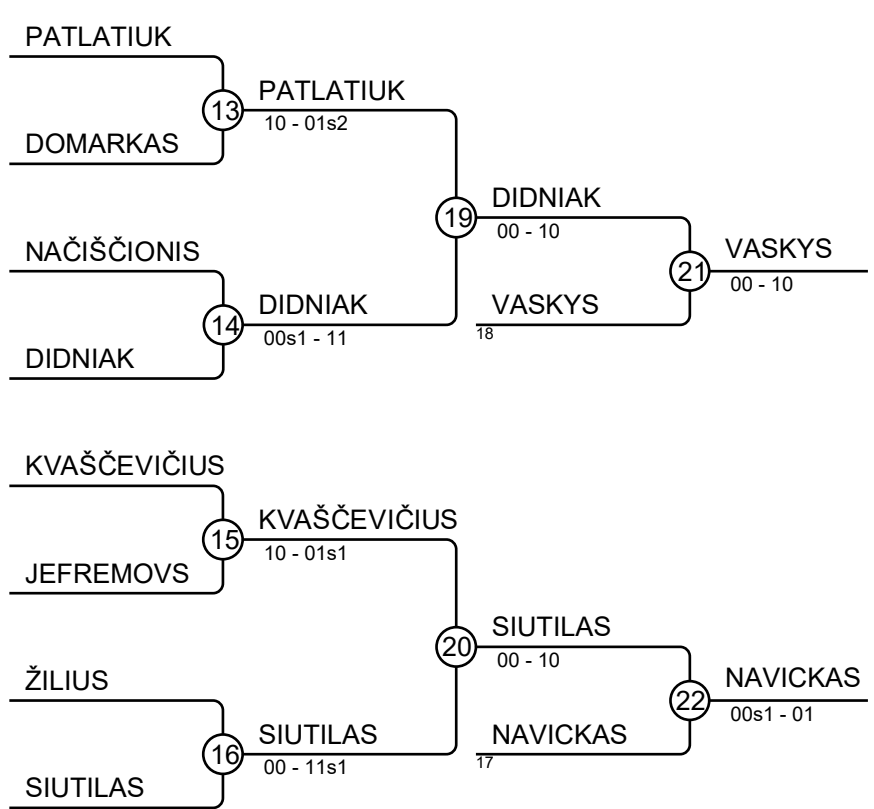 PATLATIUK
13
PATLATIUK
10 - 01s2
DOMARKAS
19
DIDNIAK
00 - 10
NAČIŠČIONIS
21
VASKYS
00 - 10
14
DIDNIAK
00s1 - 11
VASKYS
18
DIDNIAK
KVAŠČEVIČIUS
15
KVAŠČEVIČIUS
10 - 01s1
JEFREMOVS
20
SIUTILAS
00 - 10
ŽILIUS
22
NAVICKAS
00s1 - 01
16
SIUTILAS
00 - 11s1
NAVICKAS
17
SIUTILAS